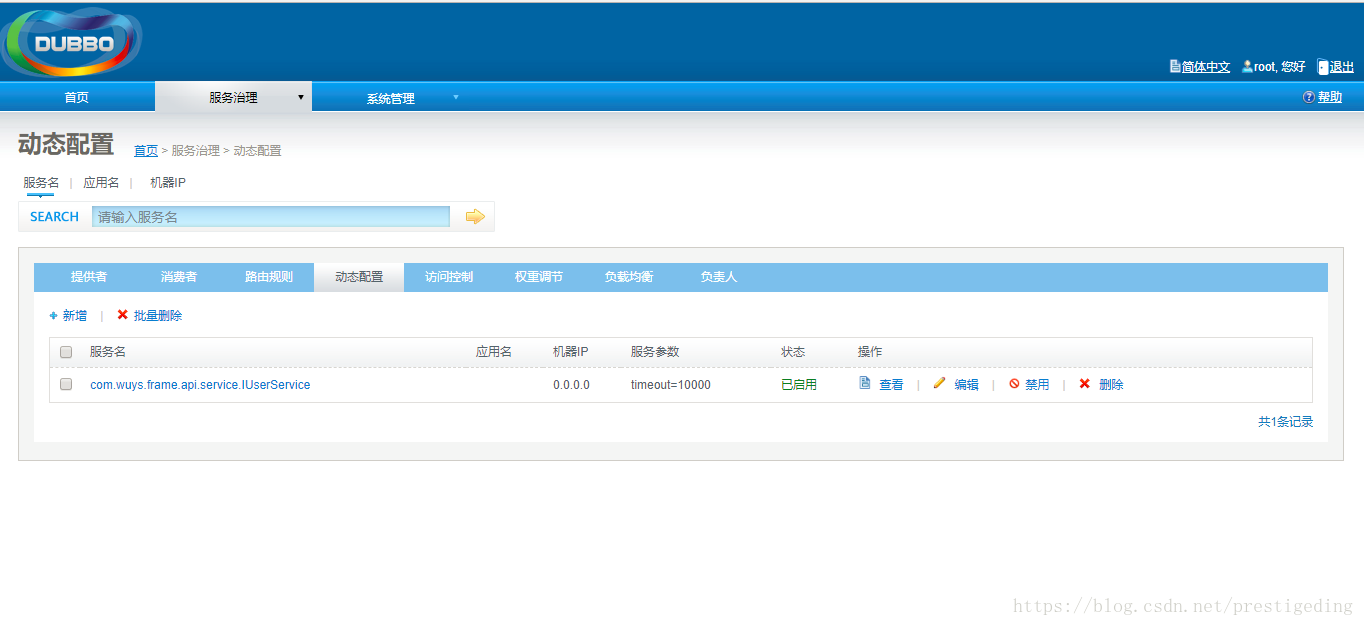 DUBBO
简体中文 root, 您好 退出
首页 服务治理 ▼ 系统管理 ▼ 帮助
动态配置 首页 > 服务治理 > 动态配置
服务名 | 应用名 | 机器IP
SEARCH 请输入服务名
提供者 消费者 路由规则 动态配置 访问控制 权重调节 负载均衡 负责人
新增 | 批量删除
服务名 应用名 机器IP 服务参数 状态 操作
com.wuys.frame.api.service.IUserService 0.0.0.0 timeout=10000 已启用 查看 | 编辑 | 禁用 | 删除
共1条记录
https://blog.csdn.net/prestigeding